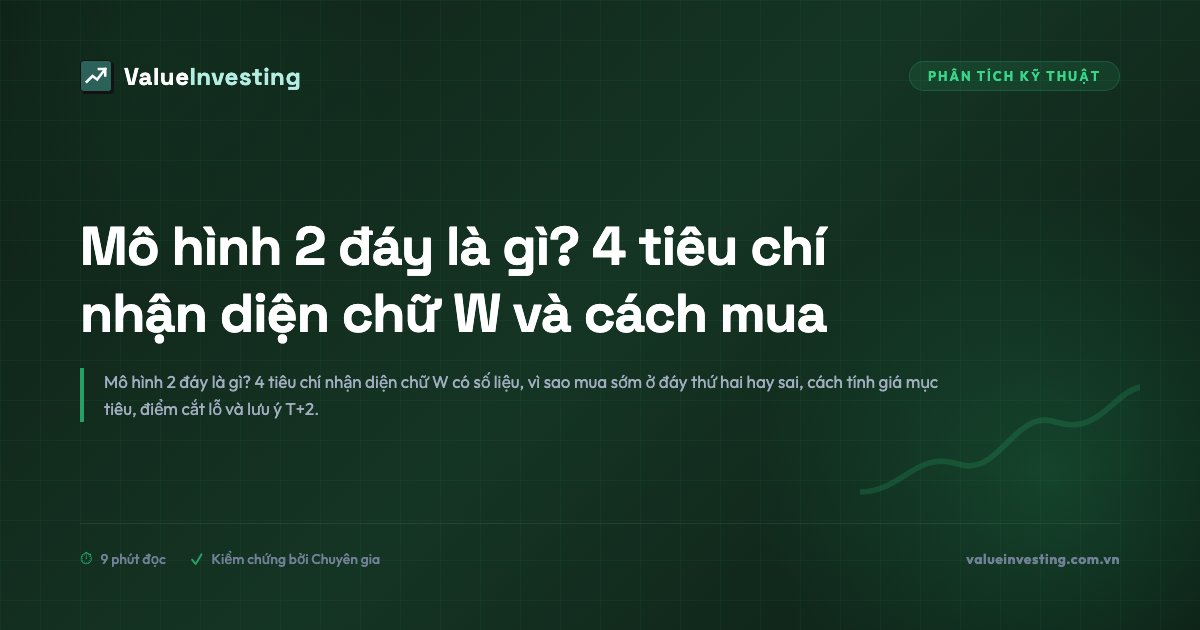 ValueInvesting
PHÂN TÍCH KỸ THUẬT
Mô hình 2 đáy là gì? 4 tiêu chí
nhận diện chữ W và cách mua
Mô hình 2 đáy là gì? 4 tiêu chí nhận diện chữ W có số liệu, vì sao mua sớm ở đáy thứ hai hay sai, cách tính giá mục
tiêu, điểm cắt lỗ và lưu ý T+2.
9 phút đọc
Kiểm chứng bởi Chuyên gia
valueinvesting.com.vn